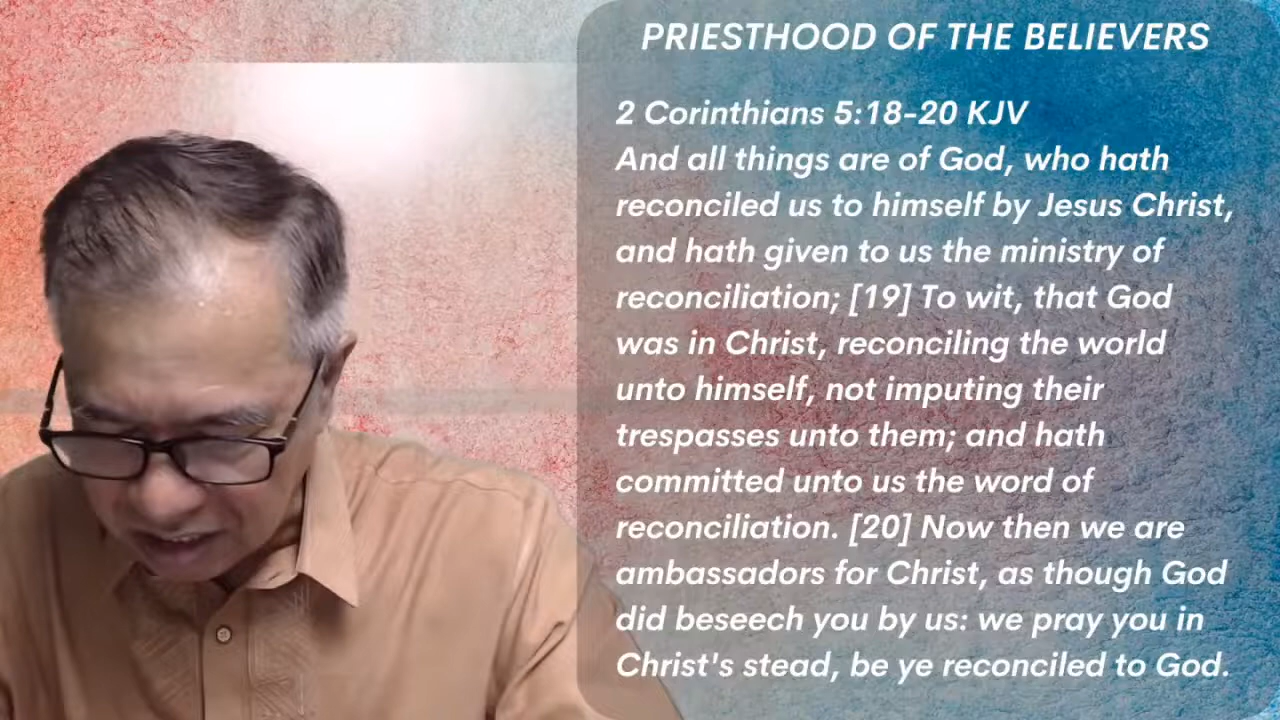 PRIESTHOOD OF THE BELIEVERS
2 Corinthians 5:18-20 KJV
And all things are of God, who hath
reconciled us to himself by Jesus Christ,
and hath given to us the ministry of
reconciliation; [19] To wit, that God
was in Christ, reconciling the world
unto himself, not imputing their
trespasses unto them; and hath
committed unto us the word of
reconciliation. [20] Now then we are
ambassadors for Christ, as though God
did beseech you by us: we pray you in
Christ's stead, be ye reconciled to God.